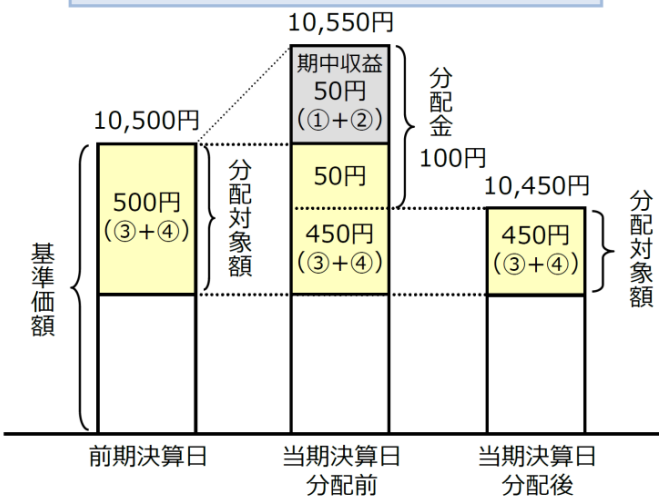 10,550円
期中収益
50円
(①+②)
分配金
100円
10,500円
500円
(③+④)
分配対象額
50円
450円
(③+④)
10,450円
450円
(③+④)
分配対象額
基準価額
前期決算日
当期決算日
分配前
当期決算日
分配後